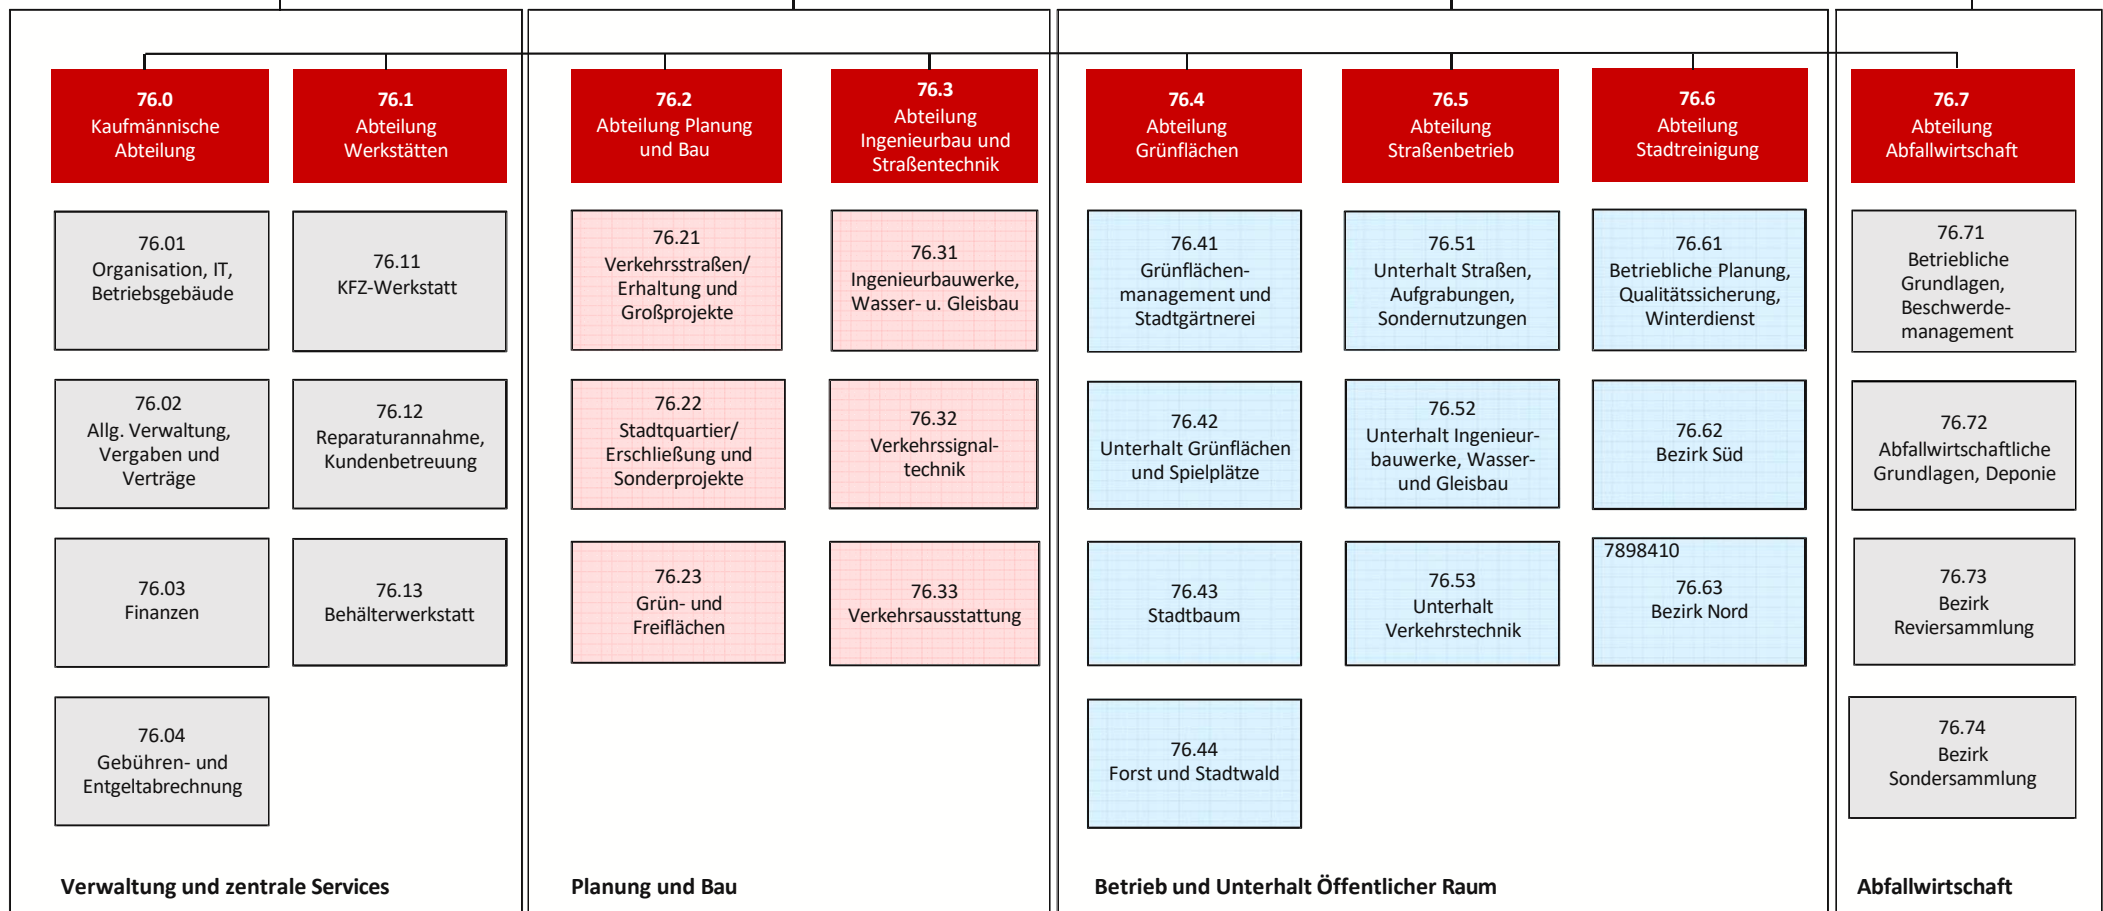 76.0
Kaufmännische
Abteilung
76.1
Abteilung
Werkstätten
76.2
Abteilung Planung
und Bau
76.3
Abteilung
Ingenieurbau und
Straßentechnik
76.4
Abteilung
Grünflächen
76.5
Abteilung
Straßenbetrieb
76.6
Abteilung
Stadtreinigung
76.7
Abteilung
Abfallwirtschaft
76.01
Organisation, IT,
Betriebsgebäude
76.11
KFZ-Werkstatt
76.21
Verkehrsstraßen/
Erhaltung und
Großprojekte
76.31
Ingenieurbauwerke,
Wasser- u. Gleisbau
76.41
Grünflächen-
management und
Stadtgärtnerei
76.51
Unterhalt Straßen,
Aufgrabungen,
Sondernutzungen
76.61
Betriebliche Planung,
Qualitätssicherung,
Winterdienst
76.71
Betriebliche
Grundlagen,
Beschwerde-
management
76.02
Allg. Verwaltung,
Vergaben und
Verträge
76.12
Reparaturannahme,
Kundenbetreuung
76.22
Stadtquartier/
Erschließung und
Sonderprojekte
76.32
Verkehrssignal-
technik
76.42
Unterhalt Grünflächen
und Spielplätze
76.52
Unterhalt Ingenieur-
bauwerke, Wasser-
und Gleisbau
76.62
Bezirk Süd
76.72
Abfallwirtschaftliche
Grundlagen, Deponie
76.03
Finanzen
76.13
Behälterwerkstatt
76.23
Grün- und
Freiflächen
76.33
Verkehrsausstattung
76.43
Stadtbaum
76.53
Unterhalt
Verkehrstechnik
7898410
76.63
Bezirk Nord
76.73
Bezirk
Reviersammlung
76.04
Gebühren- und
Entgeltabrechnung
76.44
Forst und Stadtwald
76.74
Bezirk
Sondersammlung
Verwaltung und zentrale Services
Planung und Bau
Betrieb und Unterhalt Öffentlicher Raum
Abfallwirtschaft